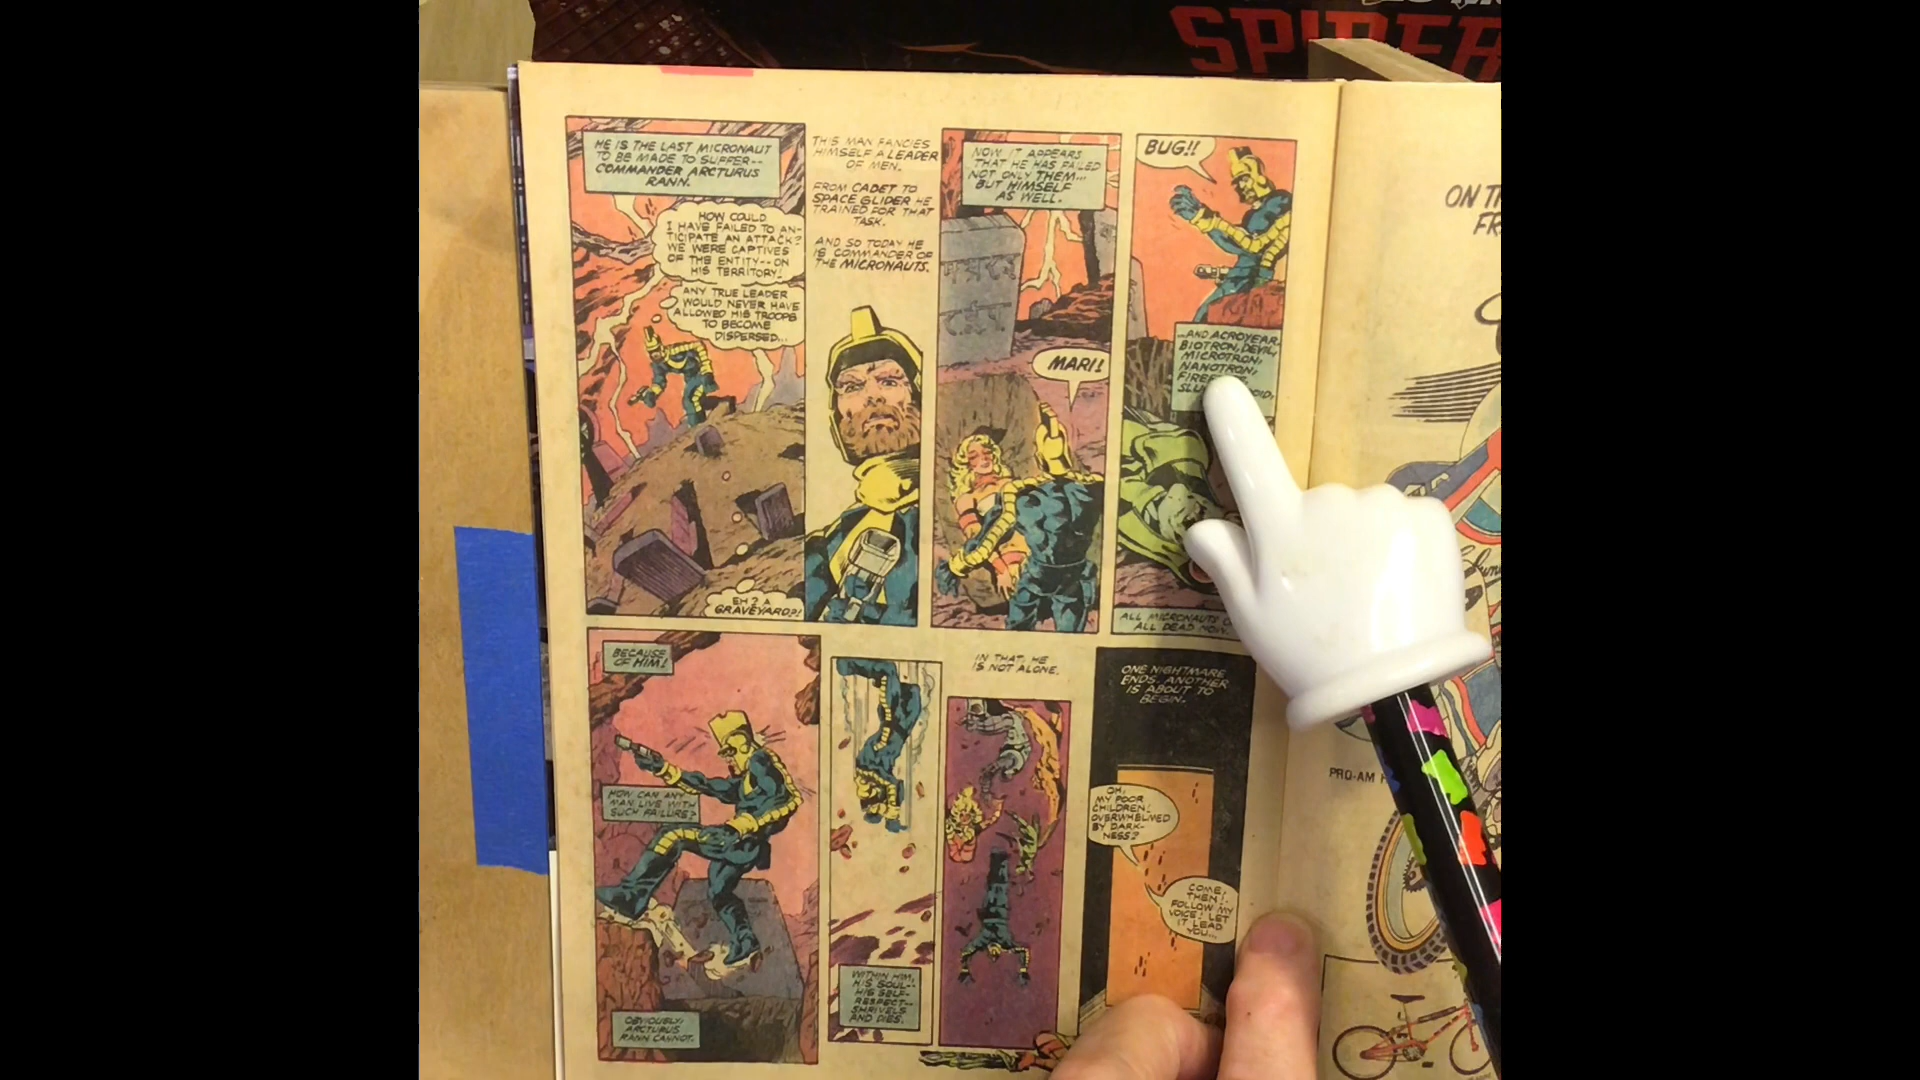 SPIDER
HE IS THE LAST MICRONAUT
TO BE MADE TO SUFFER--
COMMANDER ARCTURUS
RANN.
HOW COULD
I HAVE FAILED TO AN-
TICIPATE AN ATTACK?
WE WERE CAPTIVES
OF THE ENTITY--ON
HIS TERRITORY!
ANY TRUE LEADER
WOULD NEVER HAVE
ALLOWED HIS TROOPS
TO BECOME
DISPERSED...
EH? A
GRAVEYARD?!
THIS MAN FANCIES
HIMSELF A LEADER
OF MEN.
FROM CADET TO
SPACE GLIDER HE
TRAINED FOR THAT
TASK.
AND SO TODAY HE
IS COMMANDER OF
THE MICRONAUTS.
NOW IT APPEARS
THAT HE HAS FAILED
NOT ONLY THEM...
BUT HIMSELF
AS WELL.
MARI!
BUG!!
RANN
...AND ACROYEAR,
BIOTRON, DEVIL,
MICROTRON,
NANOTRON,
ALL MICRONAUTS
ALL DEAD NOW
BECAUSE
OF HIM!
HOW CAN ANY
MAN LIVE WITH
SUCH FAILURE?
OBVIOUSLY,
ARCTURUS
RANN CANNOT.
WITHIN HIM,
HIS SOUL--
HIS SELF-
RESPECT--
SHRIVELS
AND DIES.
IN THAT, HE
IS NOT ALONE.
ONE NIGHTMARE
ENDS. ANOTHER
IS ABOUT TO
BEGIN.
OH,
MY POOR
CHILDREN!
OVERWHELMED
BY DARK-
NESS?
COME,
THEN!
FOLLOW MY
VOICE! LET
IT LEAD
YOU...
ON
PRO-AM